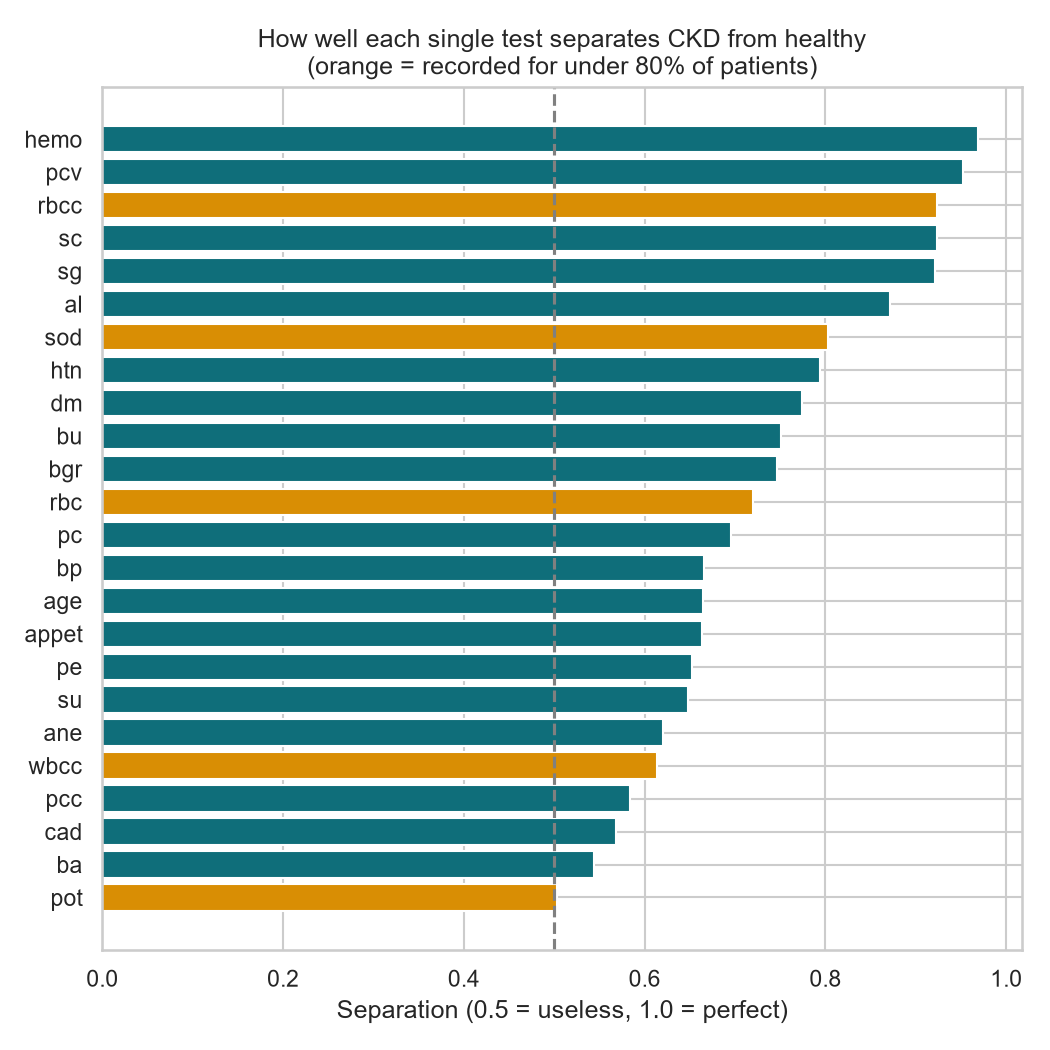 How well each single test separates CKD from healthy
(orange = recorded for under 80% of patients)
hemo
pcv
rbcc
sc
sg
al
sod
htn
dm
bu
bgr
rbc
pc
bp
age
appet
pe
su
ane
wbcc
pcc
cad
ba
pot
0.0 0.2 0.4 0.6 0.8 1.0
Separation (0.5 = useless, 1.0 = perfect)